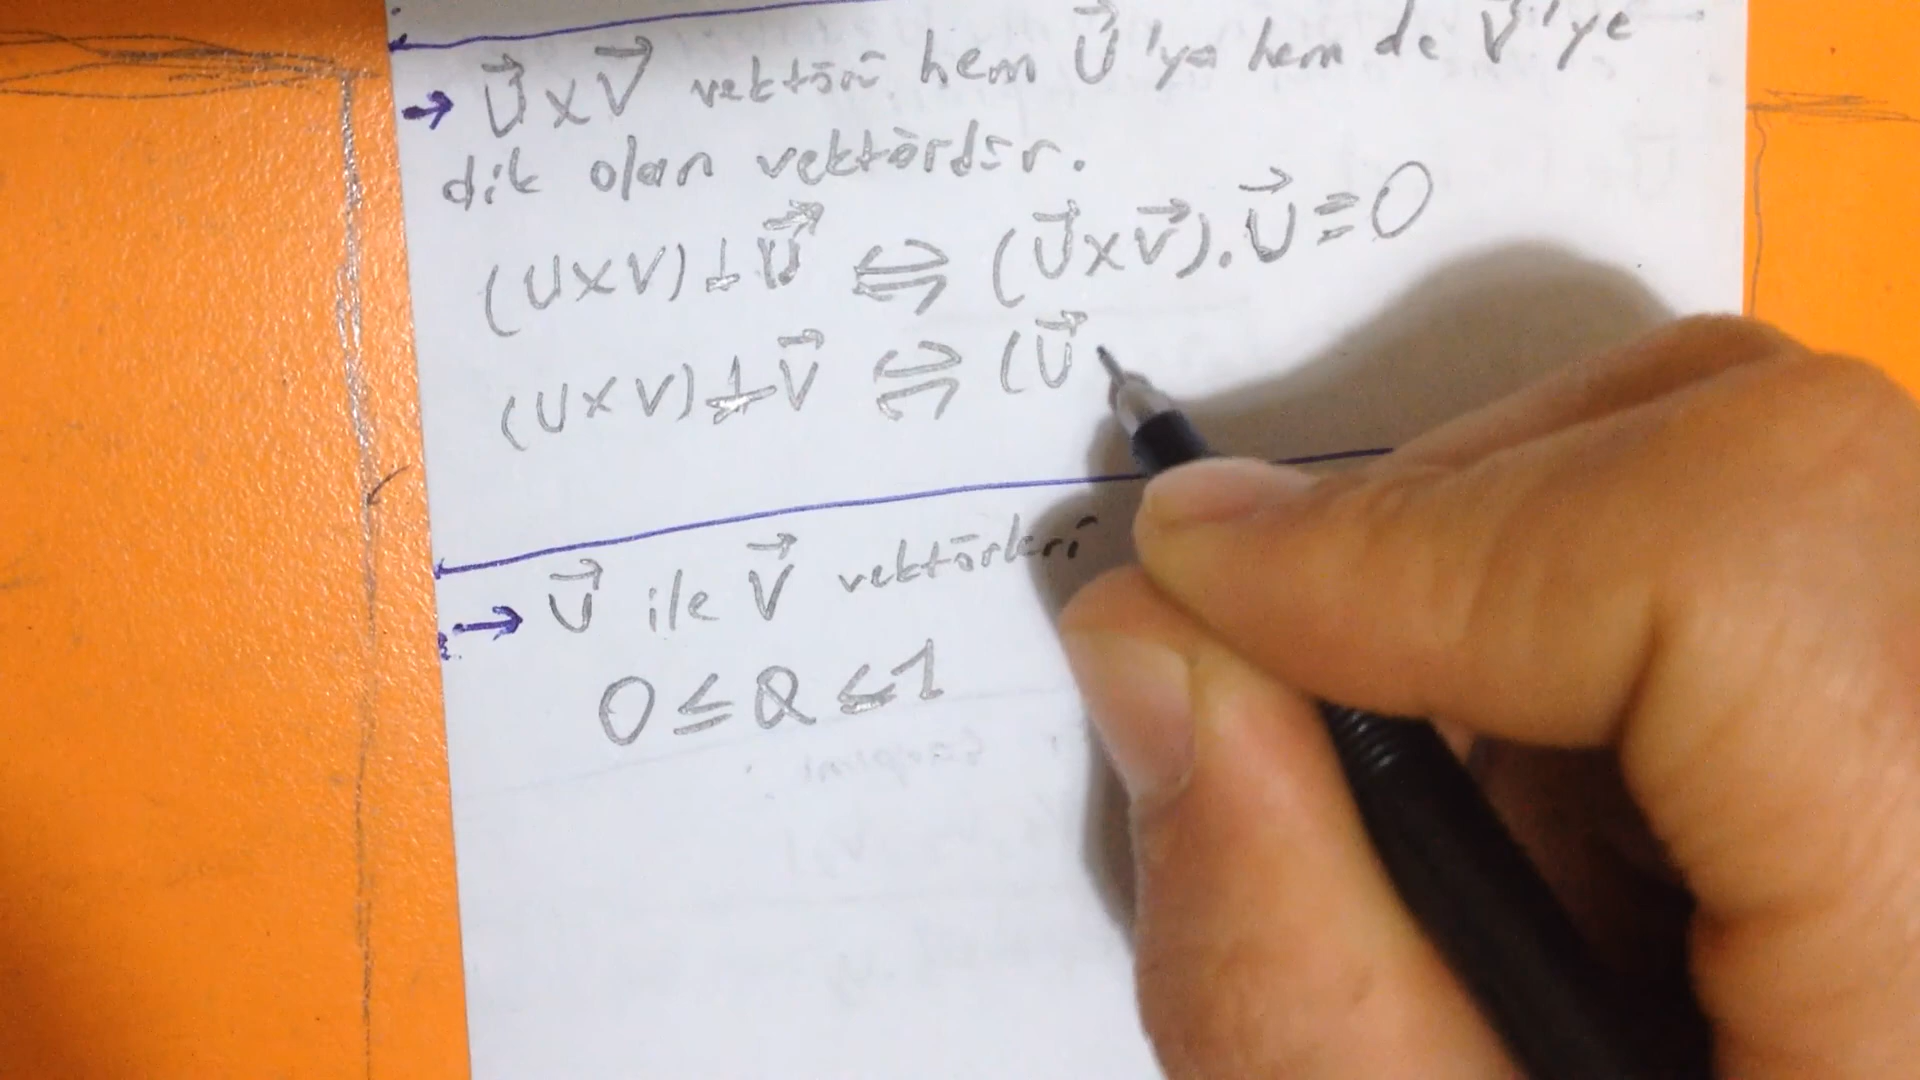 → U⃗ x V⃗ vektörü hem U⃗'ya hem de V⃗'ye
dik olan vektördür.
(U x V) ⊥ U⃗ ⇔ (U⃗ x V⃗) . U⃗ = 0
(U x V) ⊥ V⃗ ⇔ (U⃗
→ U⃗ ile V⃗ vektörleri
0 ≤ Q ≤ 1